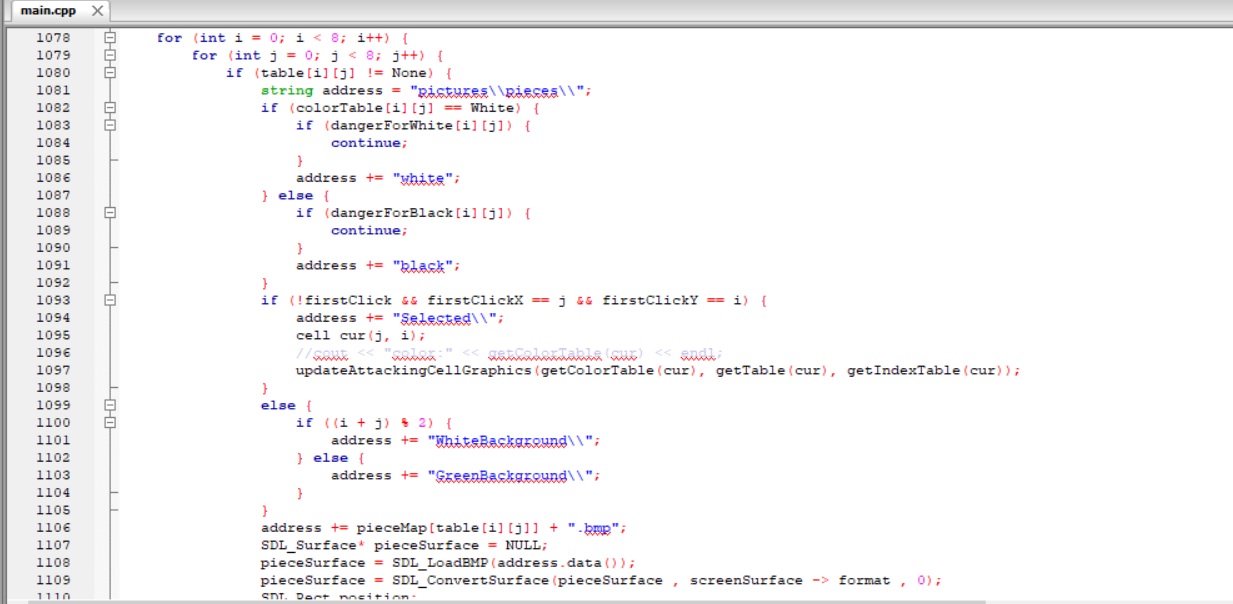 main.cpp
1078 for (int i = 0; i < 8; i++) {
1079 for (int j = 0; j < 8; j++) {
1080 if (table[i][j] != None) {
1081 string address = "pictures\\pieces\\";
1082 if (colorTable[i][j] == White) {
1083 if (dangerForWhite[i][j]) {
1084 continue;
1085 }
1086 address += "white";
1087 } else {
1088 if (dangerForBlack[i][j]) {
1089 continue;
1090 }
1091 address += "black";
1092 }
1093 if (!firstClick && firstClickX == j && firstClickY == i) {
1094 address += "Selected\\";
1095 cell cur(j, i);
1096 //cout << "color:" << getColorTable(cur) << endl;
1097 updateAttackingCellGraphics(getColorTable(cur), getTable(cur), getIndexTable(cur));
1098 }
1099 else {
1100 if ((i + j) % 2) {
1101 address += "WhiteBackground\\";
1102 } else {
1103 address += "GreenBackground\\";
1104 }
1105 }
1106 address += pieceMap[table[i][j]] + ".bmp";
1107 SDL_Surface* pieceSurface = NULL;
1108 pieceSurface = SDL_LoadBMP(address.data());
1109 pieceSurface = SDL_ConvertSurface(pieceSurface , screenSurface -> format , 0);
1110 SDL_Rect position;